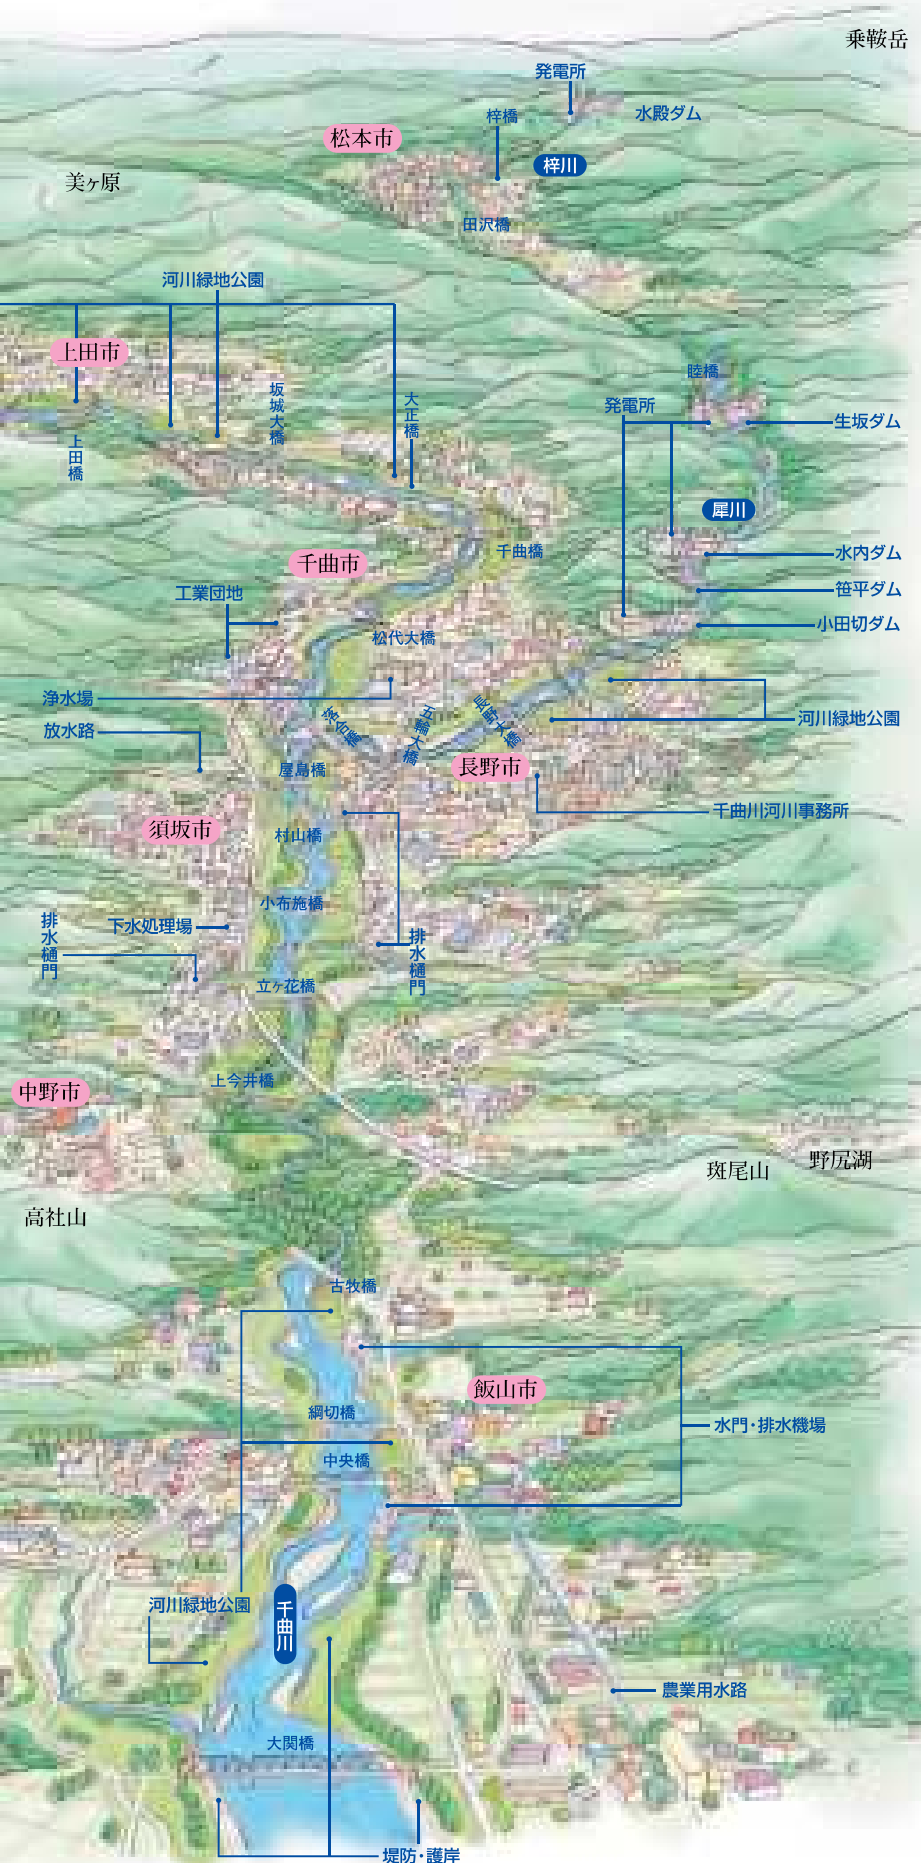 乗鞍岳
発電所
水殿ダム
梓橋
松本市
梓川
美ヶ原
田沢橋
河川緑地公園
上田市
睦橋
坂城大橋
大正橋
発電所
生坂ダム
上田橋
犀川
千曲橋
水内ダム
千曲市
笹平ダム
工業団地
小田切ダム
松代大橋
浄水場
落合橋
五輪大橋
長野大橋
河川緑地公園
放水路
屋島橋
長野市
千曲川河川事務所
須坂市
村山橋
小布施橋
排水樋門
下水処理場
排水樋門
立ヶ花橋
上今井橋
中野市
斑尾山
野尻湖
高社山
古牧橋
飯山市
綱切橋
水門・排水機場
中央橋
河川緑地公園
千曲川
農業用水路
大関橋
堤防・護岸